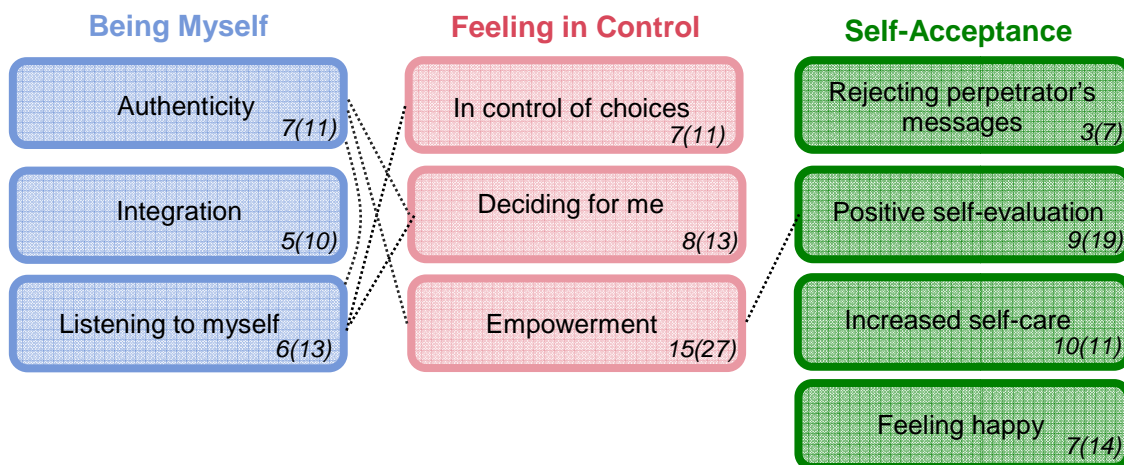 Being Myself
Authenticity
7(11)
Integration
5(10)
Listening to myself
6(13)
Feeling in Control
In control of choices
7(11)
Deciding for me
8(13)
Empowerment
15(27)
Self-Acceptance
Rejecting perpetrator's
messages
3(7)
Positive self-evaluation
9(19)
Increased self-care
10(11)
Feeling happy
7(14)